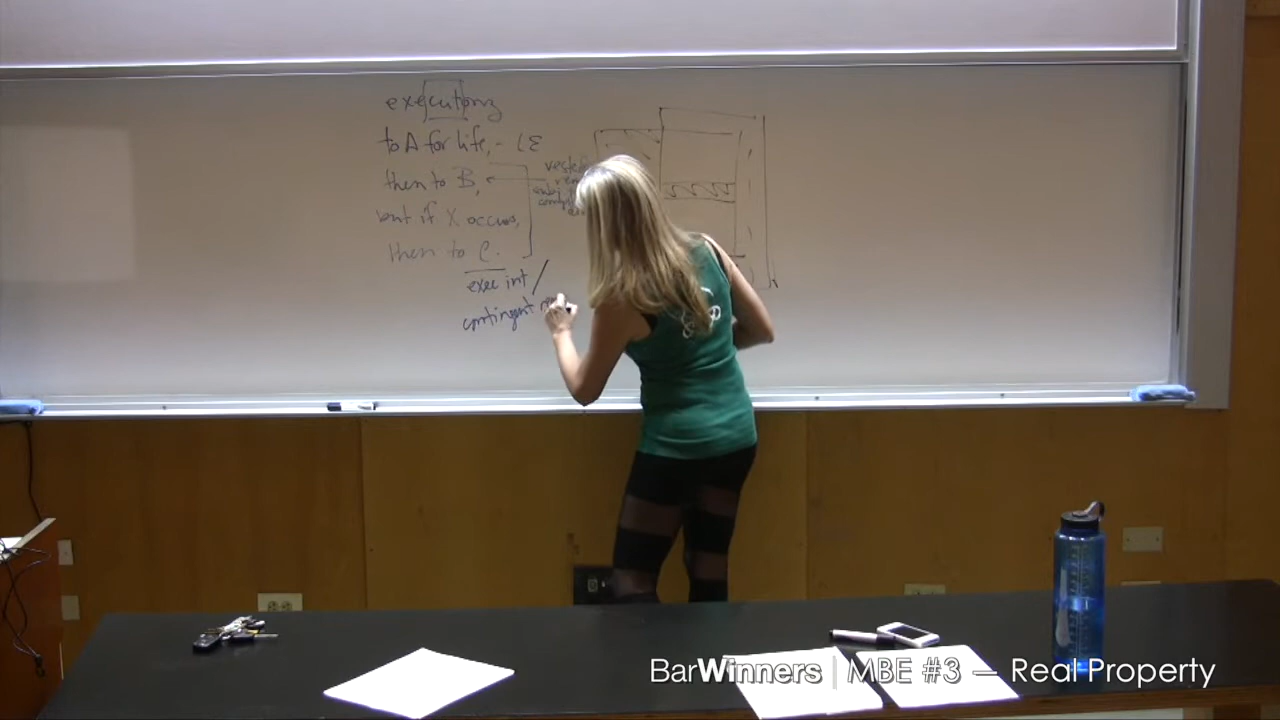 executory
to A for life, - LE
then to B,
but if X occurs,
then to C.
exec int /
contingent
BarWinners | MBE #3 — Real Property